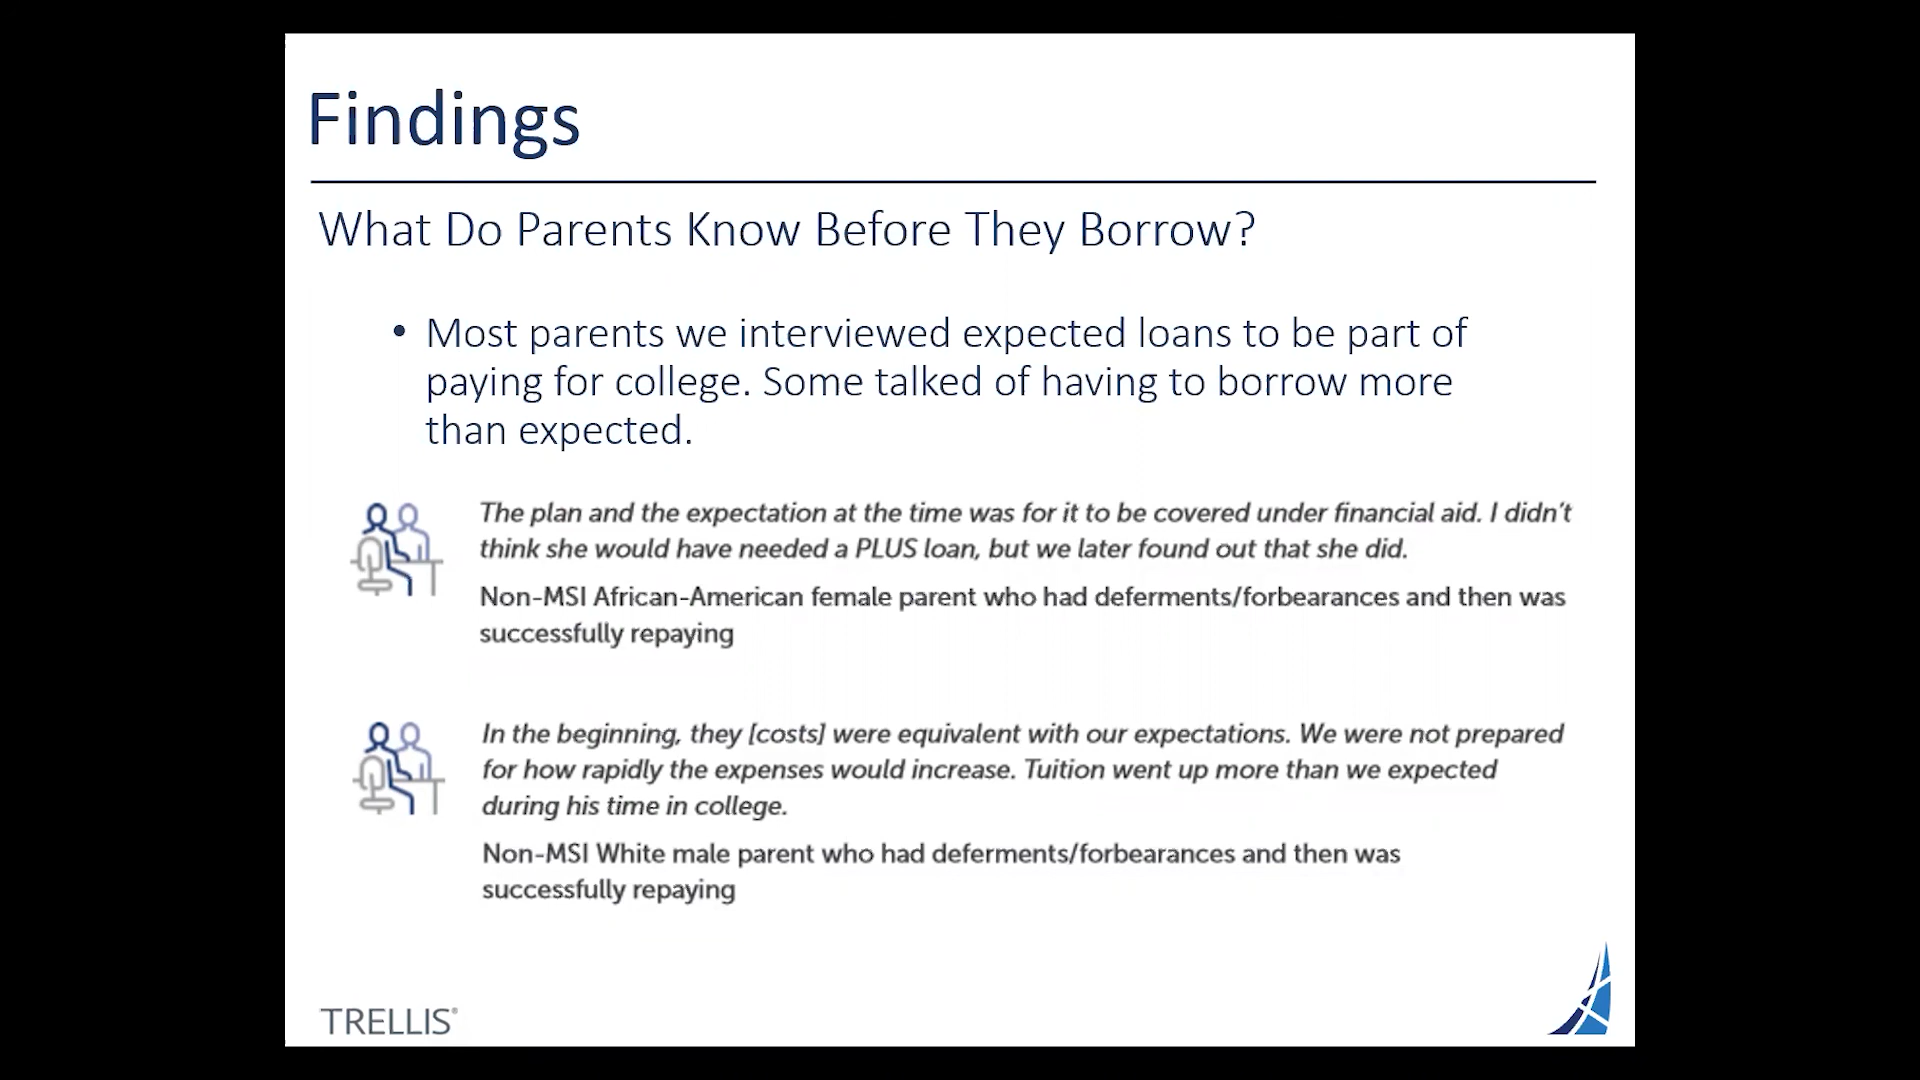 Findings
What Do Parents Know Before They Borrow?
• Most parents we interviewed expected loans to be part of
paying for college. Some talked of having to borrow more
than expected.
The plan and the expectation at the time was for it to be covered under financial aid. I didn't
think she would have needed a PLUS loan, but we later found out that she did.
Non-MSI African-American female parent who had deferments/forbearances and then was
successfully repaying
In the beginning, they [costs] were equivalent with our expectations. We were not prepared
for how rapidly the expenses would increase. Tuition went up more than we expected
during his time in college.
Non-MSI White male parent who had deferments/forbearances and then was
successfully repaying
TRELLIS®